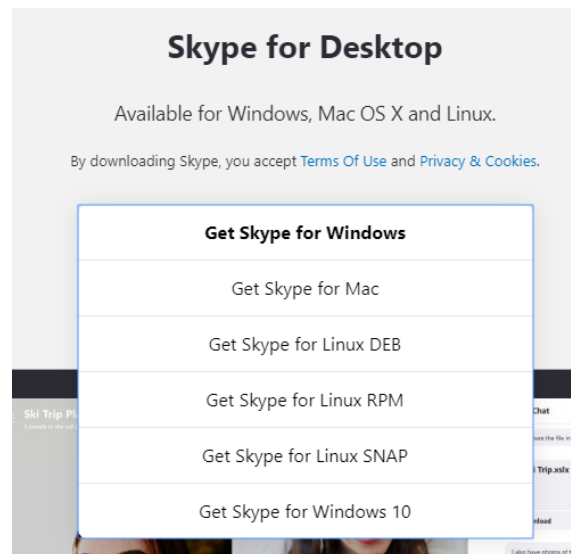 Skype for Desktop
Available for Windows, Mac OS X and Linux.
By downloading Skype, you accept Terms Of Use and Privacy & Cookies.
Get Skype for Windows
Get Skype for Mac
Get Skype for Linux DEB
Get Skype for Linux RPM
Get Skype for Linux SNAP
Get Skype for Windows 10
Ski Trip
Chat
Trip.xslx